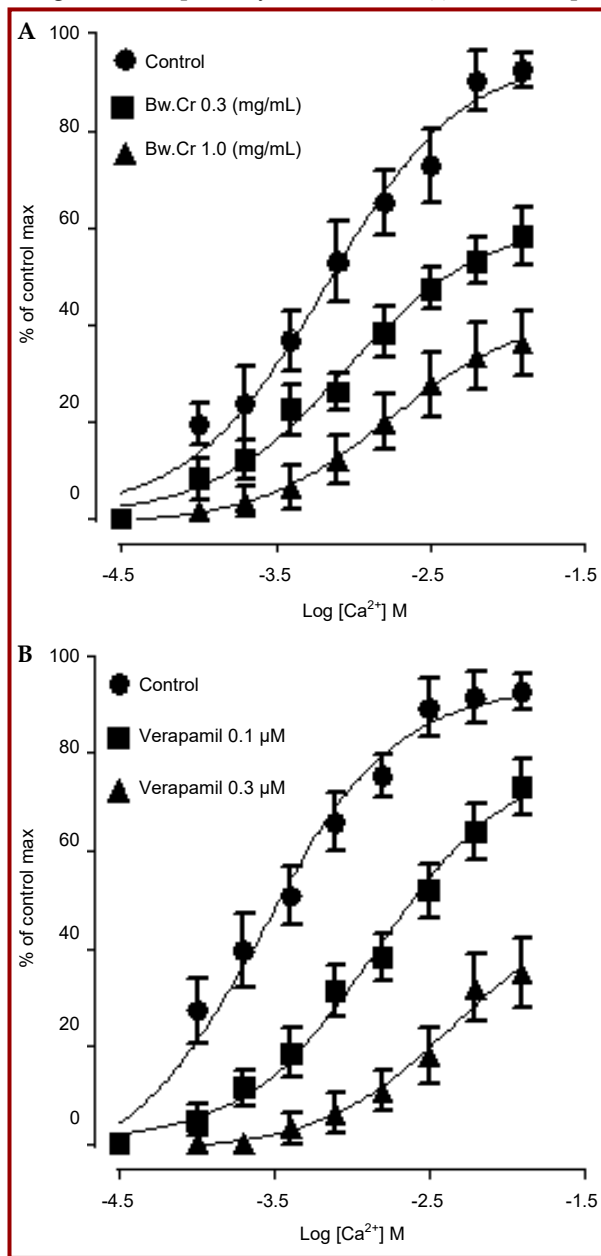 A
100
Control
Bw.Cr 0.3 (mg/mL)
Bw.Cr 1.0 (mg/mL)
80
60
40
20
0
% of control max
-4.5
-3.5
-2.5
-1.5
Log [Ca²⁺] M
B
100
Control
Verapamil 0.1 µM
Verapamil 0.3 µM
80
60
40
20
0
% of control max
-4.5
-3.5
-2.5
-1.5
Log [Ca²⁺] M